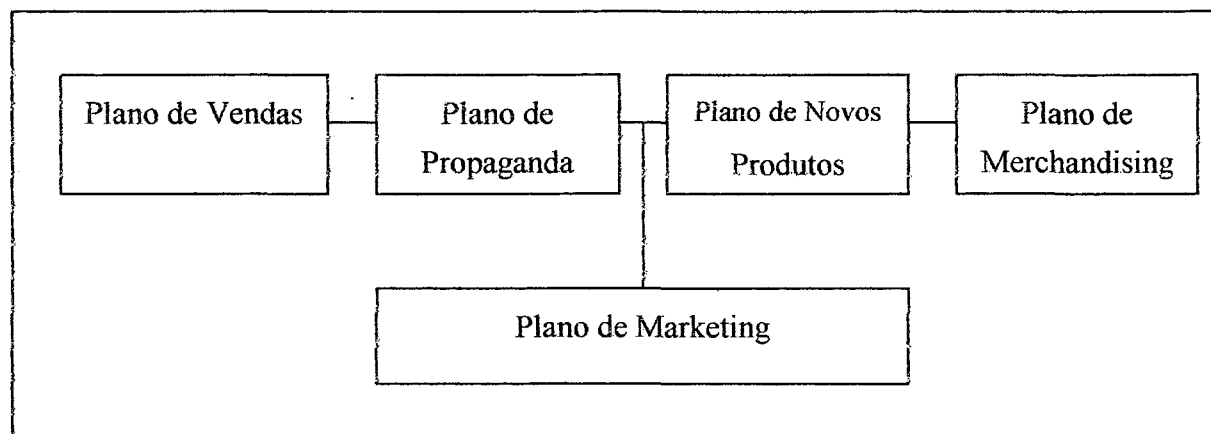 Plano de Vendas
Plano de
Propaganda
Plano de Novos
Produtos
Plano de
Merchandising
Plano de Marketing